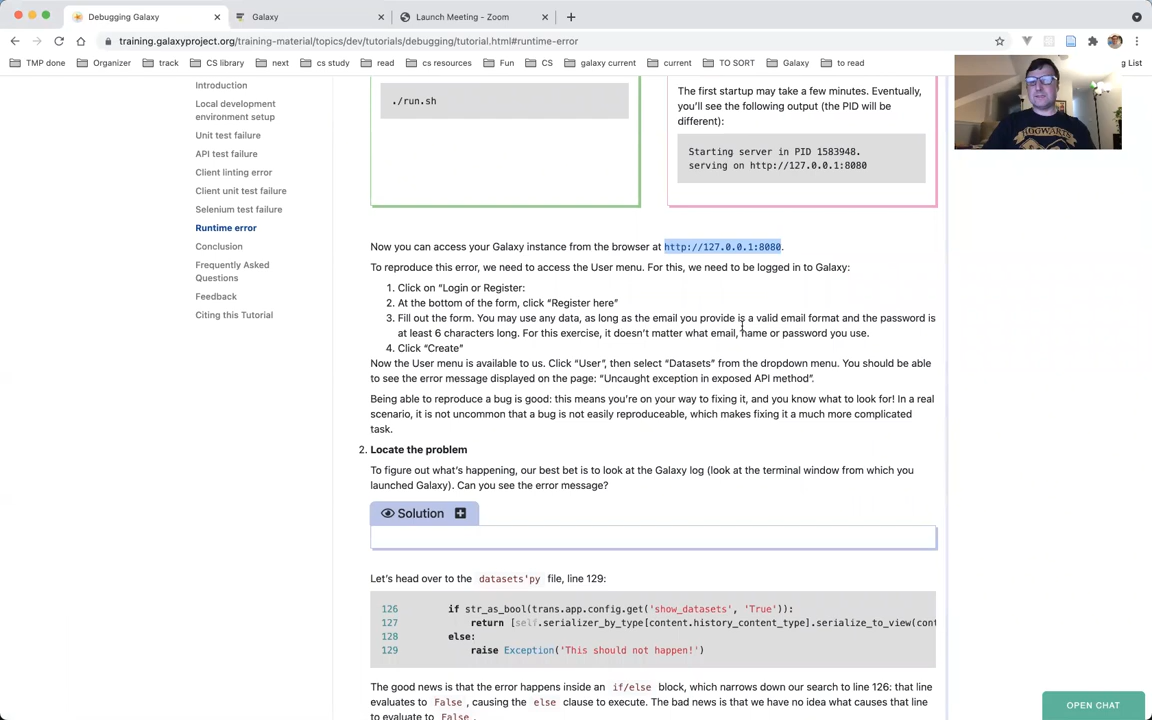 Debugging Galaxy
Galaxy
Launch Meeting - Zoom
training.galaxyproject.org/training-material/topics/dev/tutorials/debugging/tutorial.html#runtime-error
TMP done
Organizer
track
CS library
next
cs study
read
cs resources
Fun
CS
galaxy current
current
TO SORT
Galaxy
to read
g List
Introduction
Local development
environment setup
Unit test failure
API test failure
Client linting error
Client unit test failure
Selenium test failure
Runtime error
Conclusion
Frequently Asked
Questions
Feedback
Citing this Tutorial
./run.sh
The first startup may take a few minutes. Eventually,
you'll see the following output (the PID will be
different):
Starting server in PID 1583948.
serving on http://127.0.0.1:8080
Now you can access your Galaxy instance from the browser at http://127.0.0.1:8080.
To reproduce this error, we need to access the User menu. For this, we need to be logged in to Galaxy:
1. Click on "Login or Register:
2. At the bottom of the form, click "Register here"
3. Fill out the form. You may use any data, as long as the email you provide is a valid email format and the password is
at least 6 characters long. For this exercise, it doesn't matter what email, name or password you use.
4. Click "Create"
Now the User menu is available to us. Click "User", then select "Datasets" from the dropdown menu. You should be able
to see the error message displayed on the page: "Uncaught exception in exposed API method".
Being able to reproduce a bug is good: this means you're on your way to fixing it, and you know what to look for! In a real
scenario, it is not uncommon that a bug is not easily reproduceable, which makes fixing it a much more complicated
task.
2. Locate the problem
To figure out what's happening, our best bet is to look at the Galaxy log (look at the terminal window from which you
launched Galaxy). Can you see the error message?
Solution
Let's head over to the datasets'py file, line 129:
126 if str_as_bool(trans.app.config.get('show_datasets', 'True')):
127 return [self.serializer_by_type[content.history_content_type].serialize_to_view(cont
128 else:
129 raise Exception('This should not happen!')
The good news is that the error happens inside an if/else block, which narrows down our search to line 126: that line
evaluates to False, causing the else clause to execute. The bad news is that we have no idea what causes that line
to evaluate to False.
OPEN CHAT
HOGWARTS